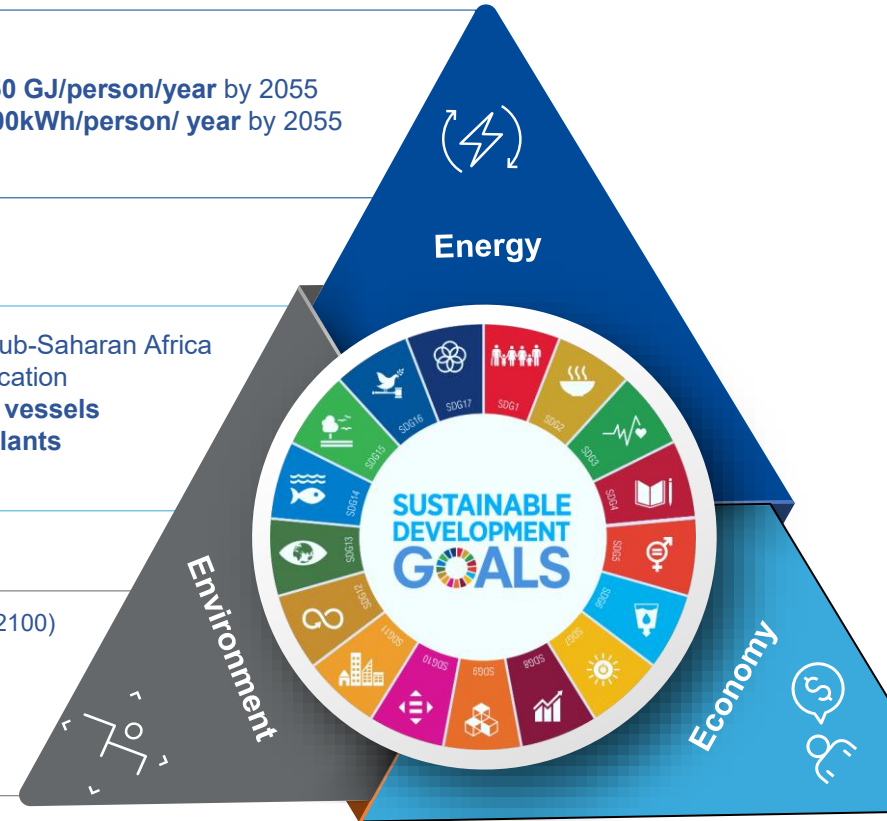 0 GJ/person/year by 2055
00kWh/person/ year by 2055
Energy
ub-Saharan Africa
cation
vessels
lants
2100)
Environment
Economy
SUSTAINABLE
DEVELOPMENT
GOALS
SDG1
SDG2
SDG3
SDG4
SDG5
SDG6
SDG7
SDG8
SDG9
SDG10
SDG11
SDG12
SDG13
SDG14
SDG15
SDG16
SDG17